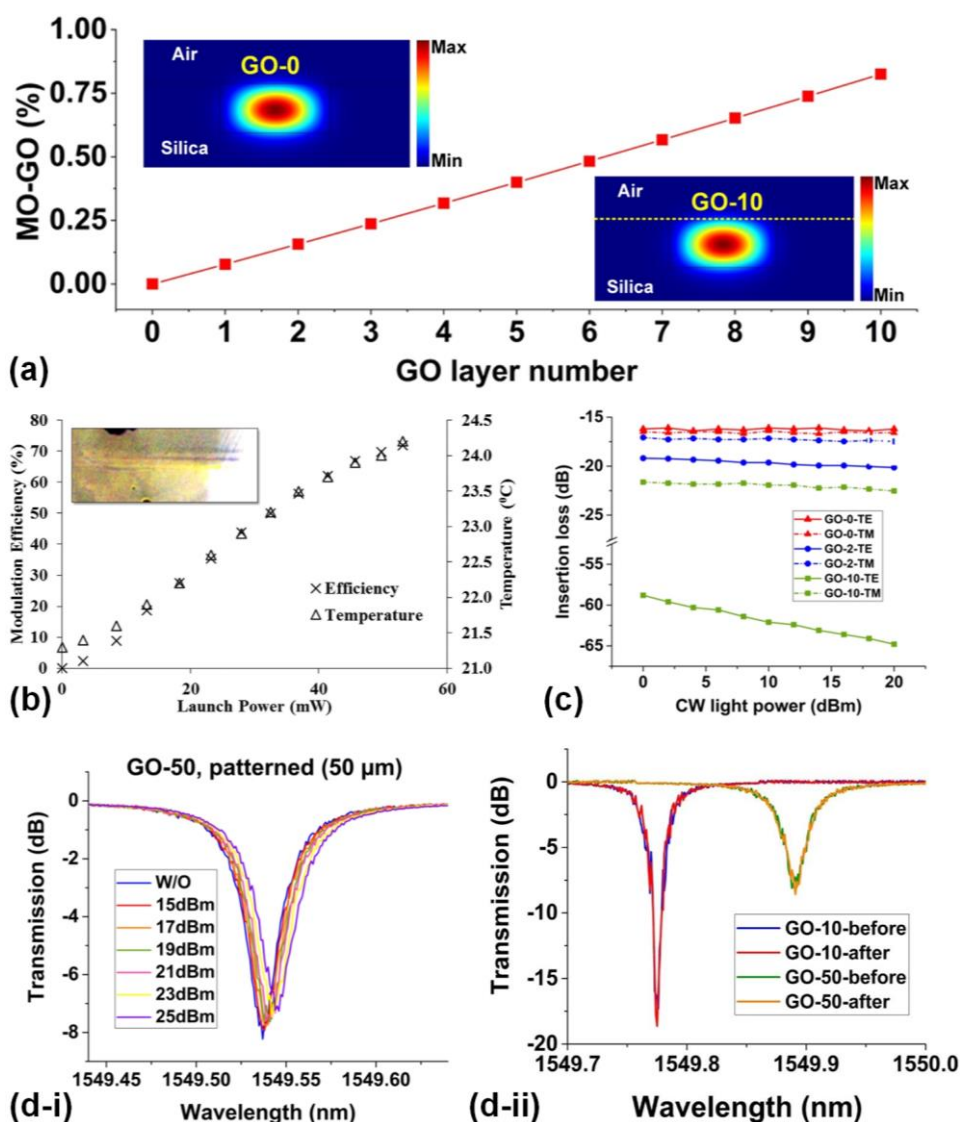 1.00
0.75
0.50
0.25
0.00
MO-GO (%)
Air
GO-0
Silica
Max
Min
Air
GO-10
Silica
Max
Min
0 1 2 3 4 5 6 7 8 9 10
GO layer number
(a)
80
70
60
50
40
30
20
10
0
Modulation Efficiency (%)
24.5
24.0
23.5
23.0
22.5
22.0
21.5
21.0
Temperature (⁰C)
× Efficiency
△ Temperature
0 20 40 60
Launch Power (mW)
(b)
-15
-20
-25
-55
-60
-65
Insertion loss (dB)
GO-0-TE
GO-0-TM
GO-2-TE
GO-2-TM
GO-10-TE
GO-10-TM
0 5 10 15 20
CW light power (dBm)
(c)
GO-50, patterned (50 μm)
0
-2
-4
-6
-8
Transmission (dB)
W/O
15dBm
17dBm
19dBm
21dBm
23dBm
25dBm
1549.45 1549.50 1549.55 1549.60
Wavelength (nm)
(d-i)
0
-5
-10
-15
-20
Transmission (dB)
GO-10-before
GO-10-after
GO-50-before
GO-50-after
1549.7 1549.8 1549.9 1550.0
Wavelength (nm)
(d-ii)